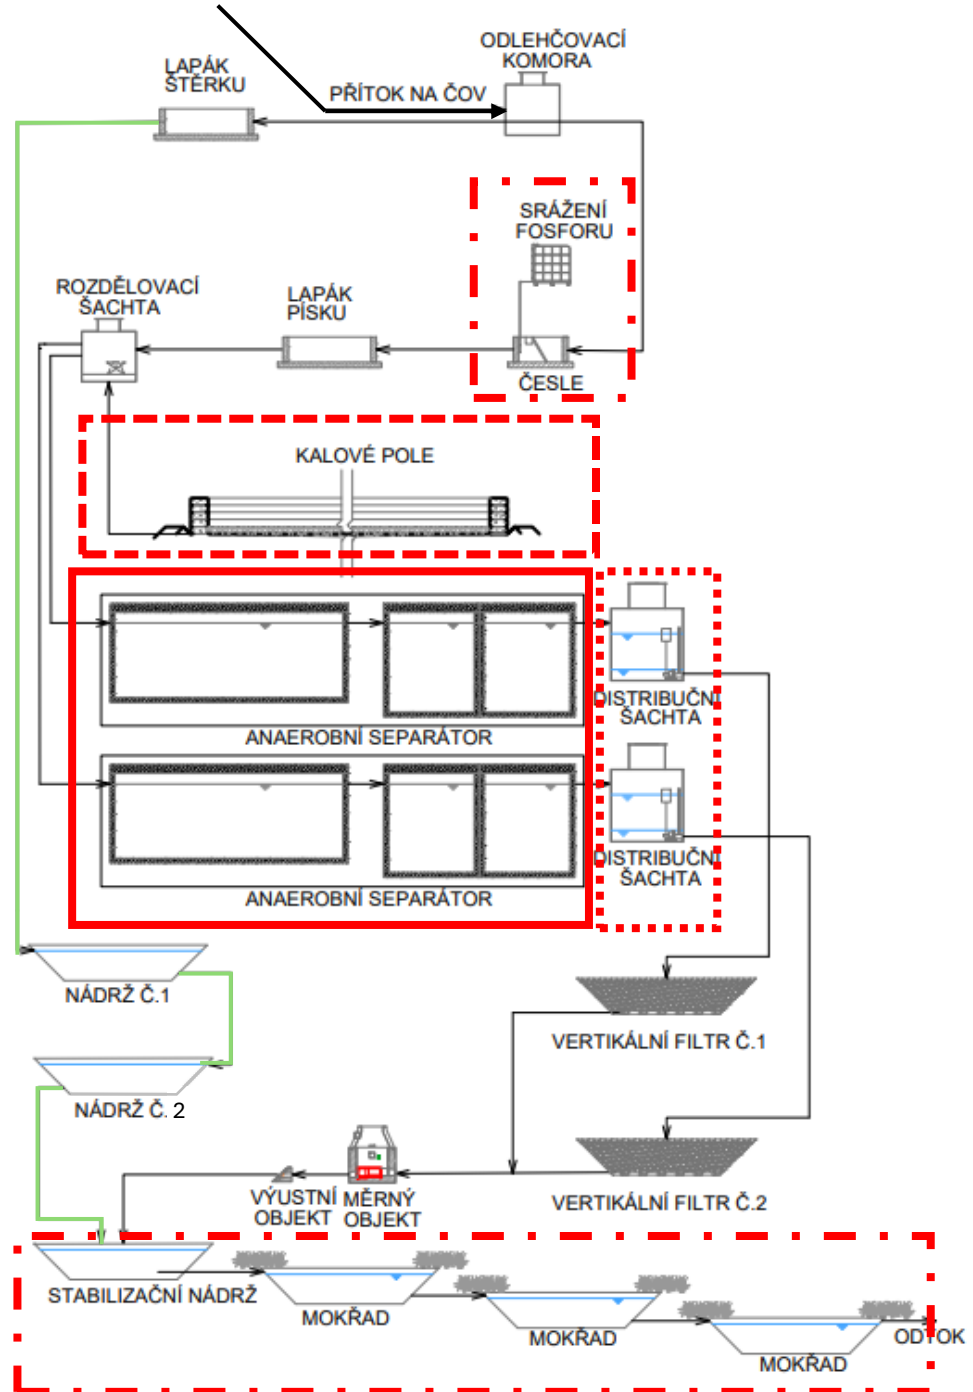 ODLEHČOVACÍ
KOMORA
LAPÁK
ŠTĚRKU
PŘÍTOK NA ČOV
SRÁŽENÍ
FOSFORU
ROZDĚLOVACÍ
ŠACHTA
LAPÁK
PÍSKU
ČESLE
KALOVÉ POLE
DISTRIBUČNÍ
ŠACHTA
ANAEROBNÍ SEPARÁTOR
DISTRIBUČNÍ
ŠACHTA
ANAEROBNÍ SEPARÁTOR
NÁDRŽ Č.1
VERTIKÁLNÍ FILTR Č.1
NÁDRŽ Č. 2
VÝUSTNÍ
OBJEKT
MĚRNÝ
OBJEKT
VERTIKÁLNÍ FILTR Č.2
STABILIZAČNÍ NÁDRŽ
MOKŘAD
MOKŘAD
ODTOK
MOKŘAD